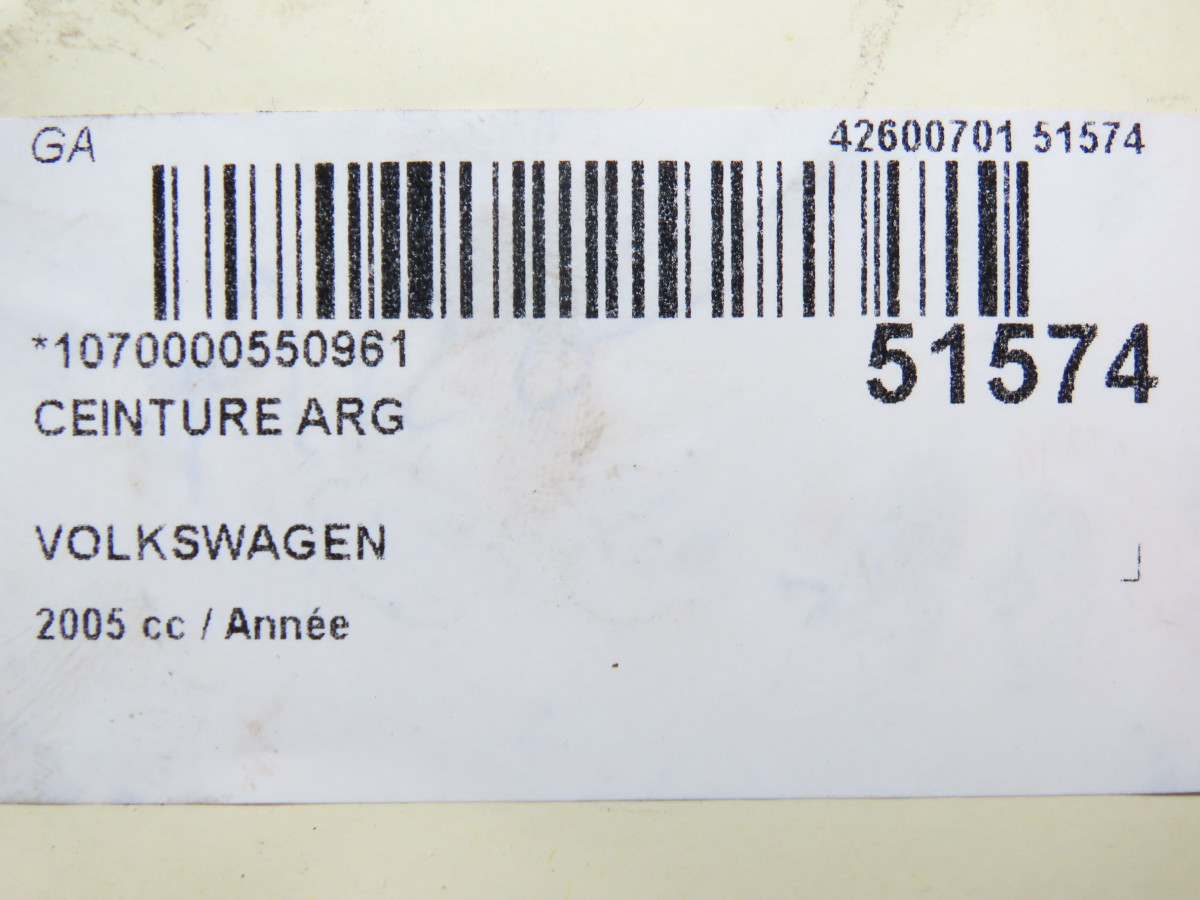 GA
42600701 51574
*1070000550961
51574
CEINTURE ARG
VOLKSWAGEN
2005 cc / Année